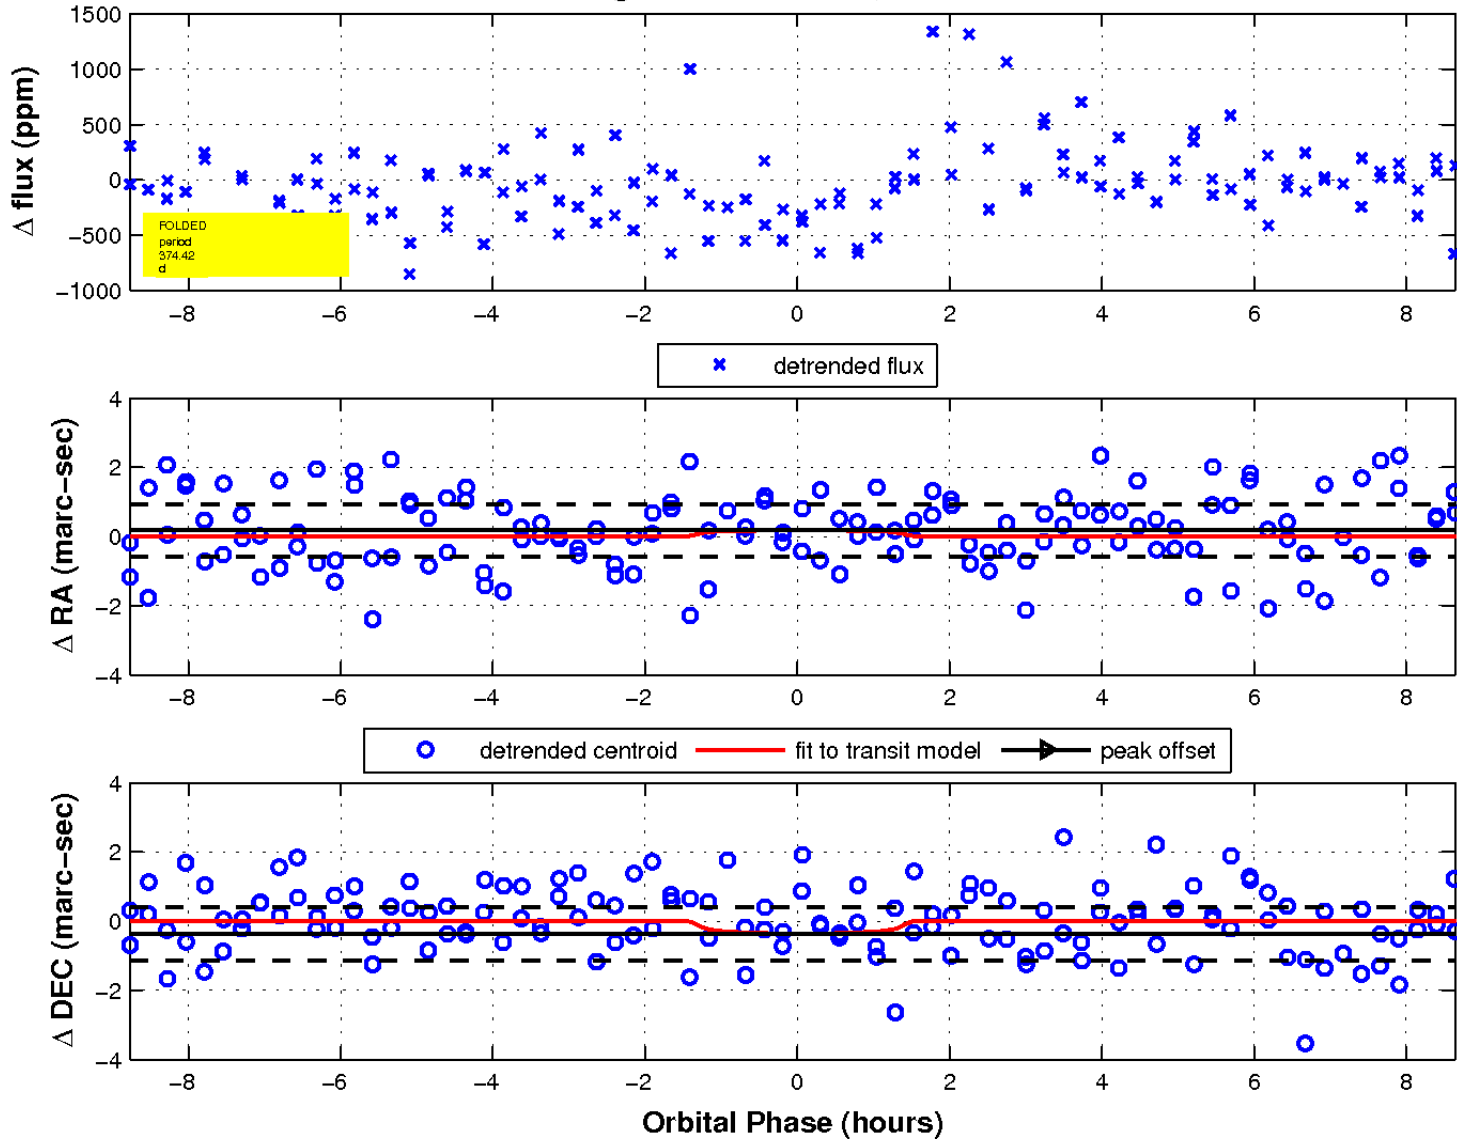 1500
1000
500
0
−500
−1000
Δ flux (ppm)
FOLDED
period
374.42
d
−8 −6 −4 −2 0 2 4 6 8
detrended flux
4
2
0
−2
−4
Δ RA (marc−sec)
−8 −6 −4 −2 0 2 4 6 8
detrended centroid fit to transit model peak offset
4
2
0
−2
−4
Δ DEC (marc−sec)
−8 −6 −4 −2 0 2 4 6 8
Orbital Phase (hours)